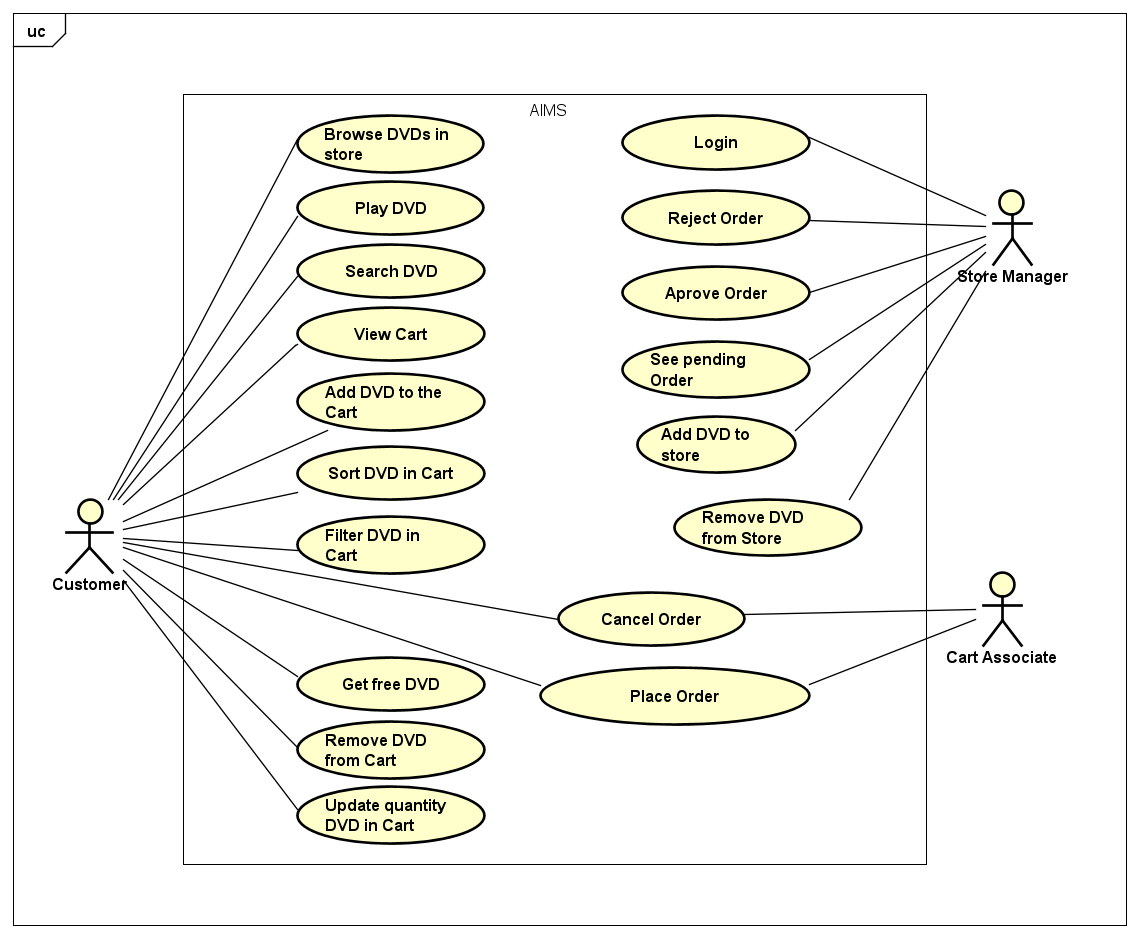 uc
AIMS
Browse DVDs in
store
Play DVD
Search DVD
View Cart
Add DVD to the
Cart
Sort DVD in Cart
Filter DVD in
Cart
Get free DVD
Remove DVD
from Cart
Update quantity
DVD in Cart
Login
Reject Order
Aprove Order
See pending
Order
Add DVD to
store
Remove DVD
from Store
Cancel Order
Place Order
Customer
Store Manager
Cart Associate